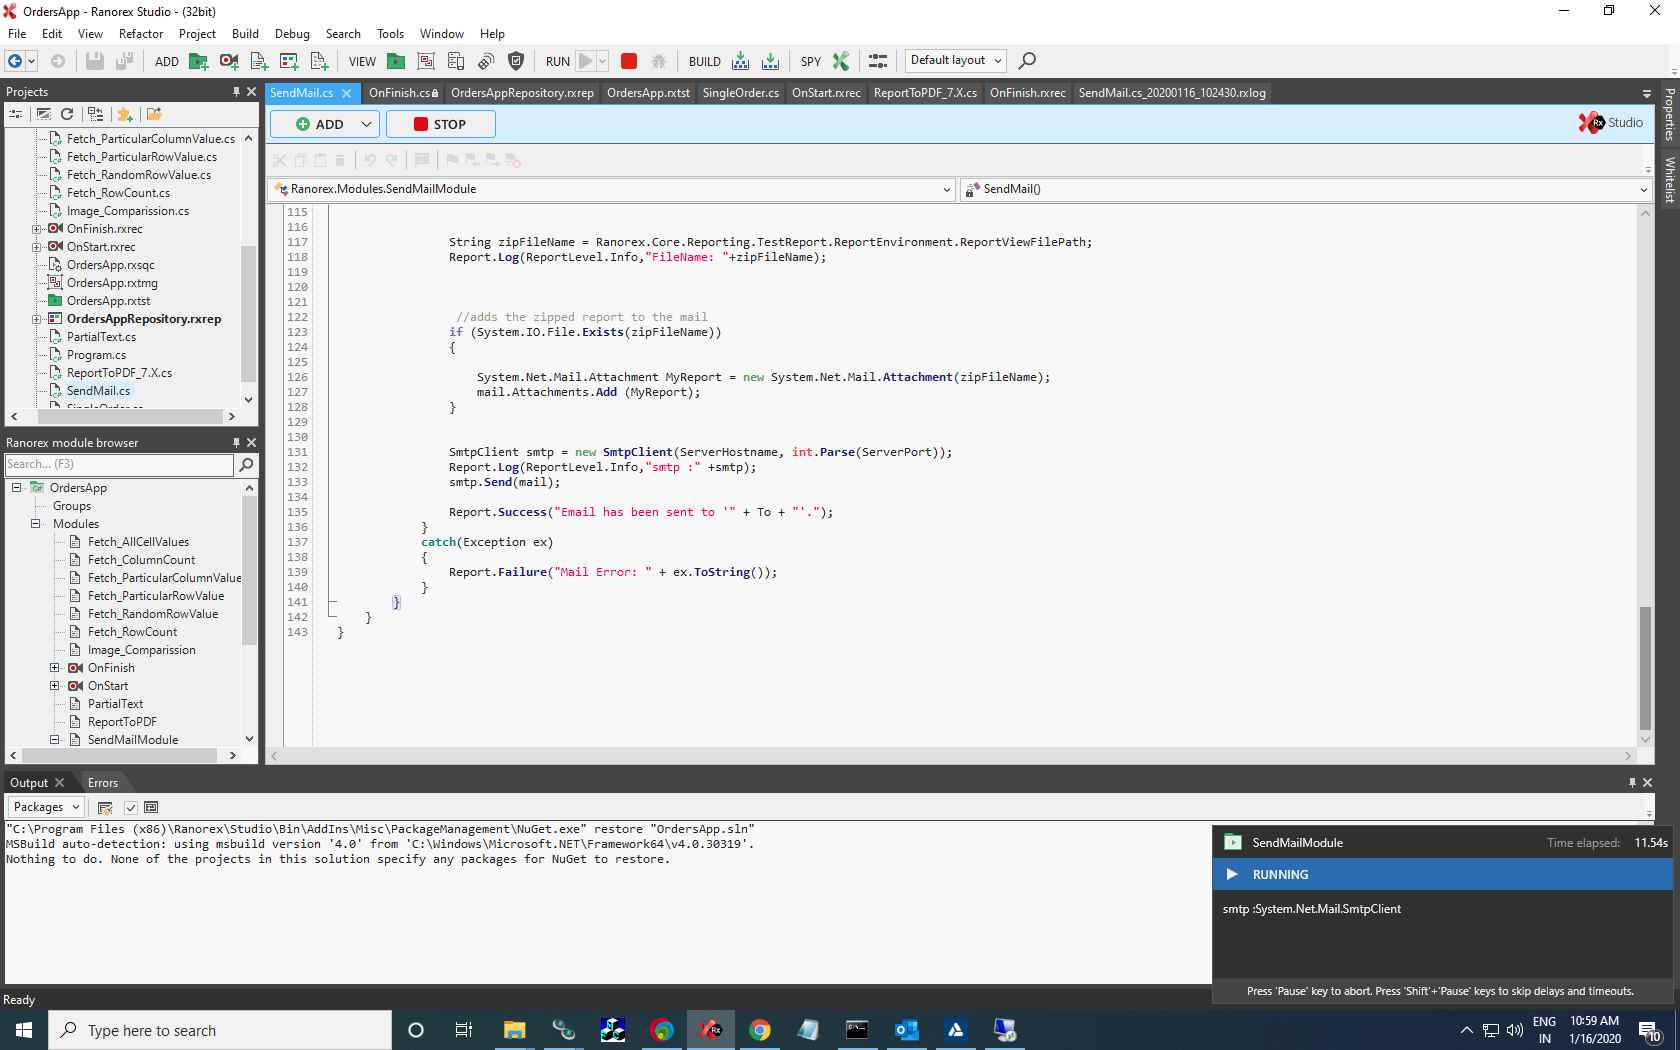 OrdersApp - Ranorex Studio - (32bit)
File Edit View Refactor Project Build Debug Search Tools Window Help
ADD VIEW RUN BUILD SPY Default layout
Projects
SendMail.cs OnFinish.cs OrdersAppRepository.rxrep OrdersApp.rxtst SingleOrder.cs OnStart.rxrec ReportToPDF_7.X.cs OnFinish.rxrec SendMail.cs_20200116_102430.rxlog
Properties
Whitelist
ADD STOP
Rx Studio
Ranorex.Modules.SendMailModule
SendMail()
Fetch_ParticularColumnValue.cs
Fetch_ParticularRowValue.cs
Fetch_RandomRowValue.cs
Fetch_RowCount.cs
Image_Comparission.cs
OnFinish.rxrec
OnStart.rxrec
OrdersApp.rxsqc
OrdersApp.rxtmg
OrdersApp.rxtst
OrdersAppRepository.rxrep
PartialText.cs
Program.cs
ReportToPDF_7.X.cs
SendMail.cs
SingleOrder.cs
Ranorex module browser
Search... (F3)
OrdersApp
Groups
Modules
Fetch_AllCellValues
Fetch_ColumnCount
Fetch_ParticularColumnValue
Fetch_ParticularRowValue
Fetch_RandomRowValue
Fetch_RowCount
Image_Comparission
OnFinish
OnStart
PartialText
ReportToPDF
SendMailModule
115
116
117 String zipFileName = Ranorex.Core.Reporting.TestReport.ReportEnvironment.ReportViewFilePath;
118 Report.Log(ReportLevel.Info,"FileName: "+zipFileName);
119
120
121
122 //adds the zipped report to the mail
123 if (System.IO.File.Exists(zipFileName))
124 {
125
126 System.Net.Mail.Attachment MyReport = new System.Net.Mail.Attachment(zipFileName);
127 mail.Attachments.Add (MyReport);
128 }
129
130
131 SmtpClient smtp = new SmtpClient(ServerHostname, int.Parse(ServerPort));
132 Report.Log(ReportLevel.Info,"smtp :" +smtp);
133 smtp.Send(mail);
134
135 Report.Success("Email has been sent to '" + To + "'.");
136 }
137 catch(Exception ex)
138 {
139 Report.Failure("Mail Error: " + ex.ToString());
140 }
141 }
142 }
143 }
Output Errors
Packages
"C:\Program Files (x86)\Ranorex\Studio\Bin\AddIns\Misc\PackageManagement\NuGet.exe" restore "OrdersApp.sln"
MSBuild auto-detection: using msbuild version '4.0' from 'C:\Windows\Microsoft.NET\Framework64\v4.0.30319'.
Nothing to do. None of the projects in this solution specify any packages for NuGet to restore.
SendMailModule Time elapsed: 11.54s
RUNNING
smtp :System.Net.Mail.SmtpClient
Press 'Pause' key to abort. Press 'Shift'+'Pause' keys to skip delays and timeouts.
Ready
Type here to search
Rx
ENG
IN
10:59 AM
1/16/2020
10